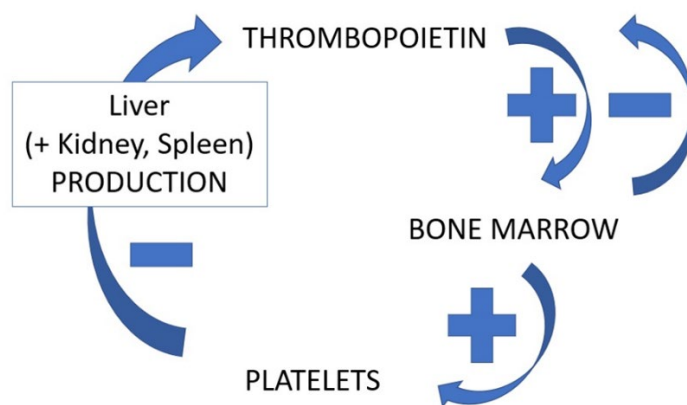 THROMBOPOIETIN
Liver
(+ Kidney, Spleen)
PRODUCTION
BONE MARROW
PLATELETS